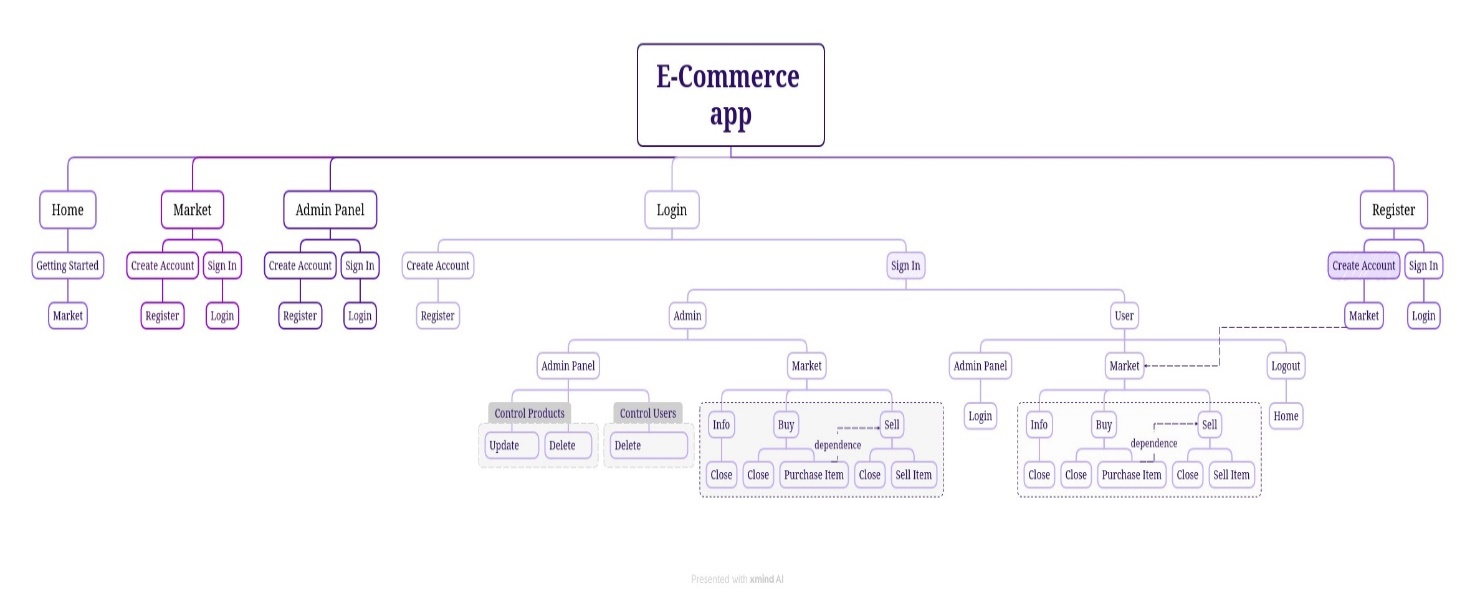 E-Commerce
app
Home
Market
Admin Panel
Login
Register
Getting Started
Create Account
Sign In
Create Account
Sign In
Create Account
Sign In
Create Account
Sign In
Market
Register
Login
Register
Login
Register
Admin
User
Market
Login
Admin Panel
Market
Admin Panel
Market
Logout
Control Products
Control Users
Info
Buy
Sell
Login
Info
Buy
Sell
Home
Update
Delete
Delete
dependence
dependence
Close
Close
Purchase Item
Close
Sell Item
Close
Close
Purchase Item
Close
Sell Item
Presented with xmind AI